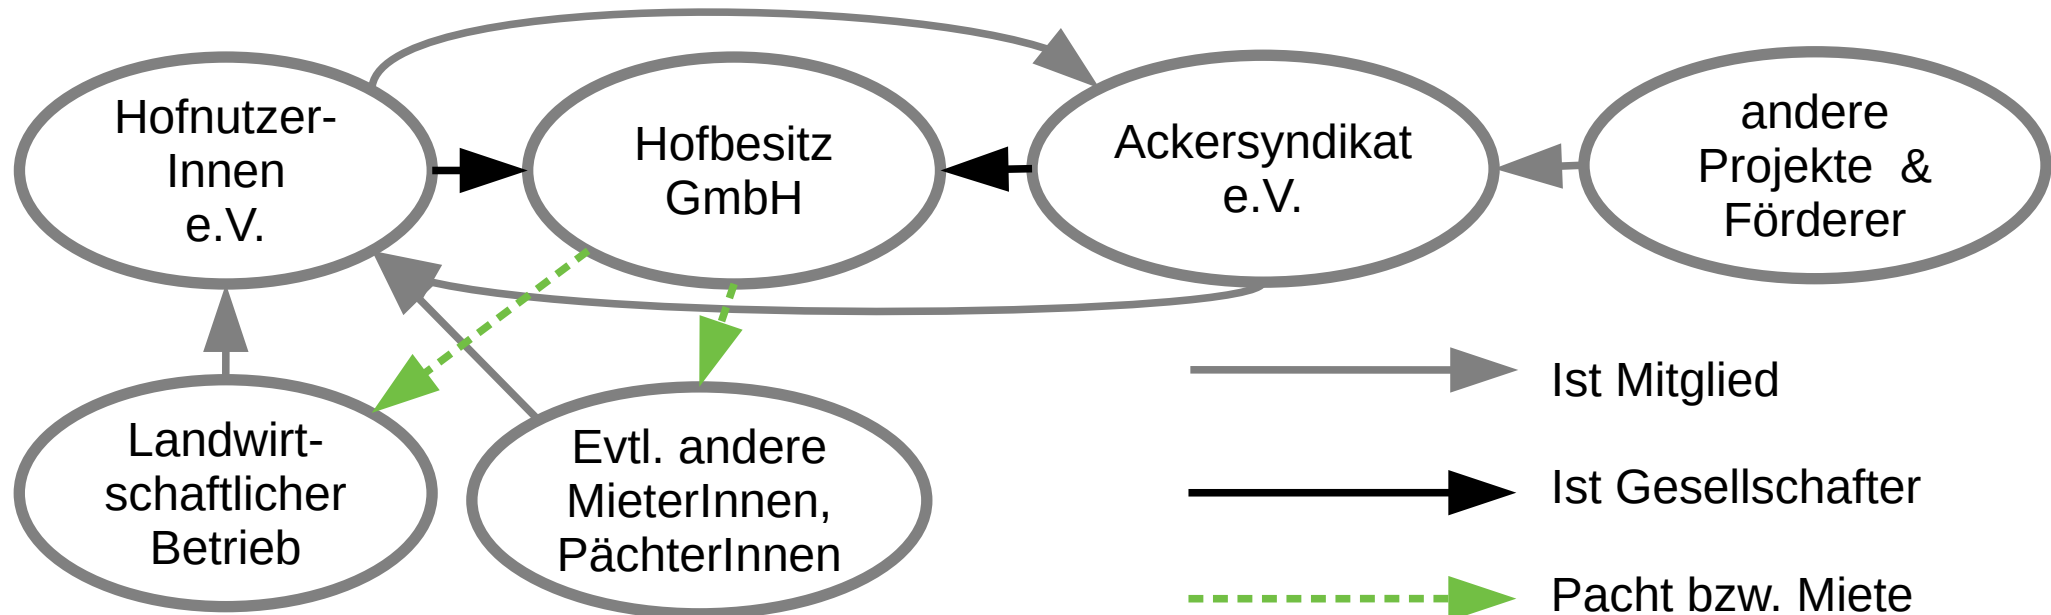 Hofnutzer-
Innen
e.V.
Hofbesitz
GmbH
Ackersyndikat
e.V.
andere
Projekte &
Förderer
Landwirt-
schaftlicher
Betrieb
Evtl. andere
MieterInnen,
PächterInnen
Ist Mitglied
Ist Gesellschafter
Pacht bzw. Miete